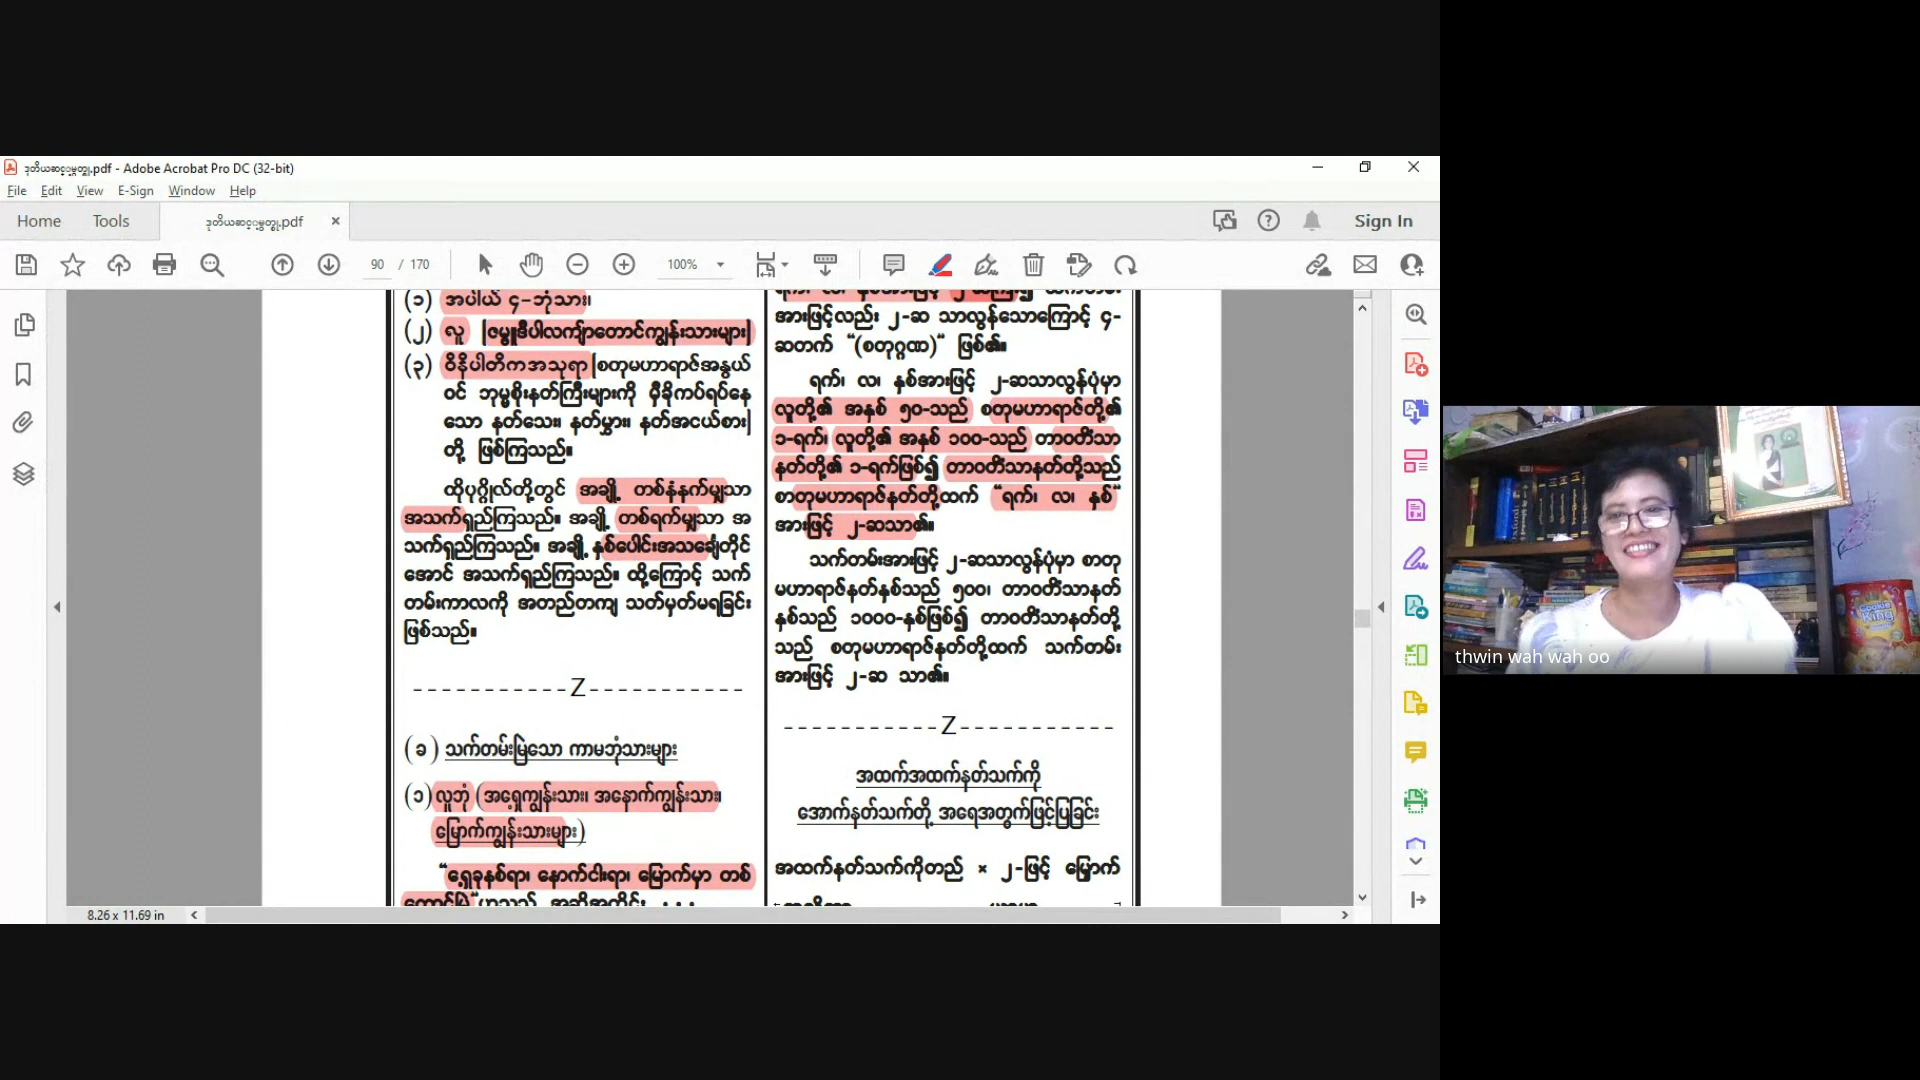 ဒုတိယဆင့်မှတ်စု.pdf - Adobe Acrobat Pro DC (32-bit)
File Edit View E-Sign Window Help
Home Tools ဒုတိယဆင့်မှတ်စု.pdf × Sign In
90 / 170 100%
(၁) အပါယ် ၄-ဘုံသား၊
(၂) လူ [ဇမ္ဗူဒီပါလက်ျာတောင်ကျွန်းသားများ]
(၃) ဝိနိပါတိကအသုရာ [စတုမဟာရာဇ်အနွယ်
ဝင် ဘုမ္မစိုးနတ်ကြီးများကို မှီခိုကပ်ရပ်နေ
သော နတ်သေး၊ နတ်မွှား၊ နတ်အငယ်စား]
တို့ ဖြစ်ကြသည်။
ထိုပုဂ္ဂိုလ်တို့တွင် အချို့ တစ်နံနက်မျှသာ
အသက်ရှည်ကြသည်။ အချို့ တစ်ရက်မျှသာ အ
သက်ရှည်ကြသည်။ အချို့ နှစ်ပေါင်းအသင်္ချေတိုင်
အောင် အသက်ရှည်ကြသည်။ ထို့ကြောင့် သက်
တမ်းကာလကို အတည်တကျ သတ်မှတ်မရခြင်း
ဖြစ်သည်။
-----------Z-----------
(ခ) သက်တမ်းမြဲသော ကာမဘုံသားများ
(၁) လူဘုံ (အရှေ့ကျွန်းသား၊ အနောက်ကျွန်းသား၊
မြောက်ကျွန်းသားများ)
“ရှေ့ခုနစ်ရာ၊ နောက်ငါးရာ၊ မြောက်မှာ တစ်
အားဖြင့်လည်း ၂-ဆ သာလွန်သောကြောင့် ၄-
ဆတက် “(စတုဂ္ဂုဏ)“ ဖြစ်၏။
ရက်၊ လ၊ နှစ်အားဖြင့် ၂-ဆသာလွန်ပုံမှာ
လူတို့၏ အနှစ် ၅၀-သည် စတုမဟာရာဇ်တို့၏
၁-ရက်၊ လူတို့၏ အနှစ် ၁၀၀-သည် တာဝတိံသာ
နတ်တို့၏ ၁-ရက်ဖြစ်၍ တာဝတိံသာနတ်တို့သည်
စာတုမဟာရာဇ်နတ်တို့ထက် “ရက်၊ လ၊ နှစ်“
အားဖြင့် ၂-ဆသာ၏။
သက်တမ်းအားဖြင့် ၂-ဆသာလွန်ပုံမှာ စာတု
မဟာရာဇ်နတ်နှစ်သည် ၅၀၀၊ တာဝတိံသာနတ်
နှစ်သည် ၁၀၀၀-နှစ်ဖြစ်၍ တာဝတိံသာနတ်တို့
သည် စတုမဟာရာဇ်နတ်တို့ထက် သက်တမ်း
အားဖြင့် ၂-ဆ သာ၏။
-----------Z-----------
အထက်အထက်နတ်သက်ကို
အောက်နတ်သက်တို့ အရေအတွက်ဖြင့်ပြခြင်း
အထက်နတ်သက်ကိုတည် × ၂-ဖြင့် မြှောက်
8.26 x 11.69 in
thwin wah wah oo
Oxford
Cookie King